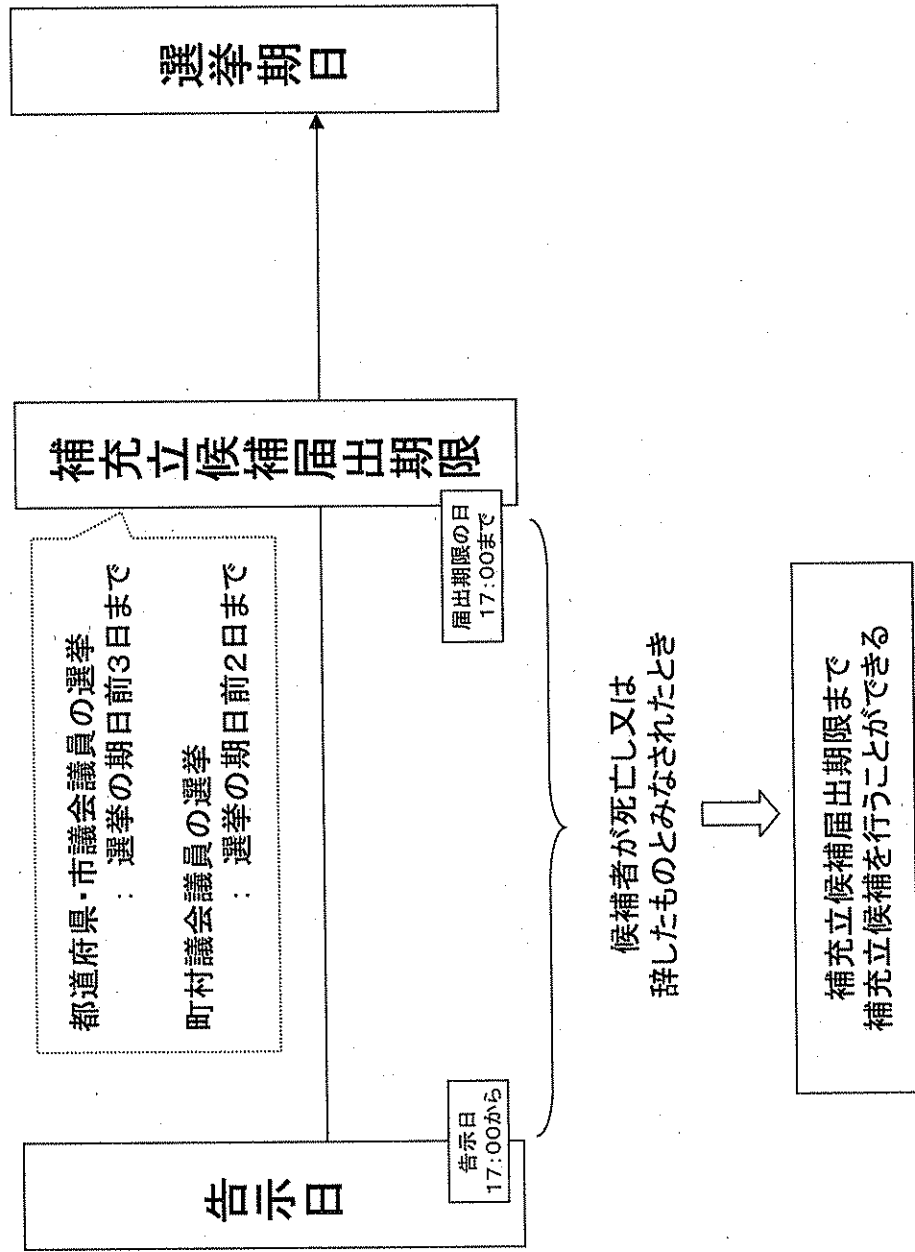 告示日
告示日
17:00から
都道府県・市議会議員の選挙
: 選挙の期日前3日まで
町村議会議員の選挙
: 選挙の期日前2日まで
補充立候補届出期限
届出期限の日
17:00まで
選挙期日
候補者が死亡し又は
辞したものとみなされたとき
補充立候補届出期限まで
補充立候補を行うことができる